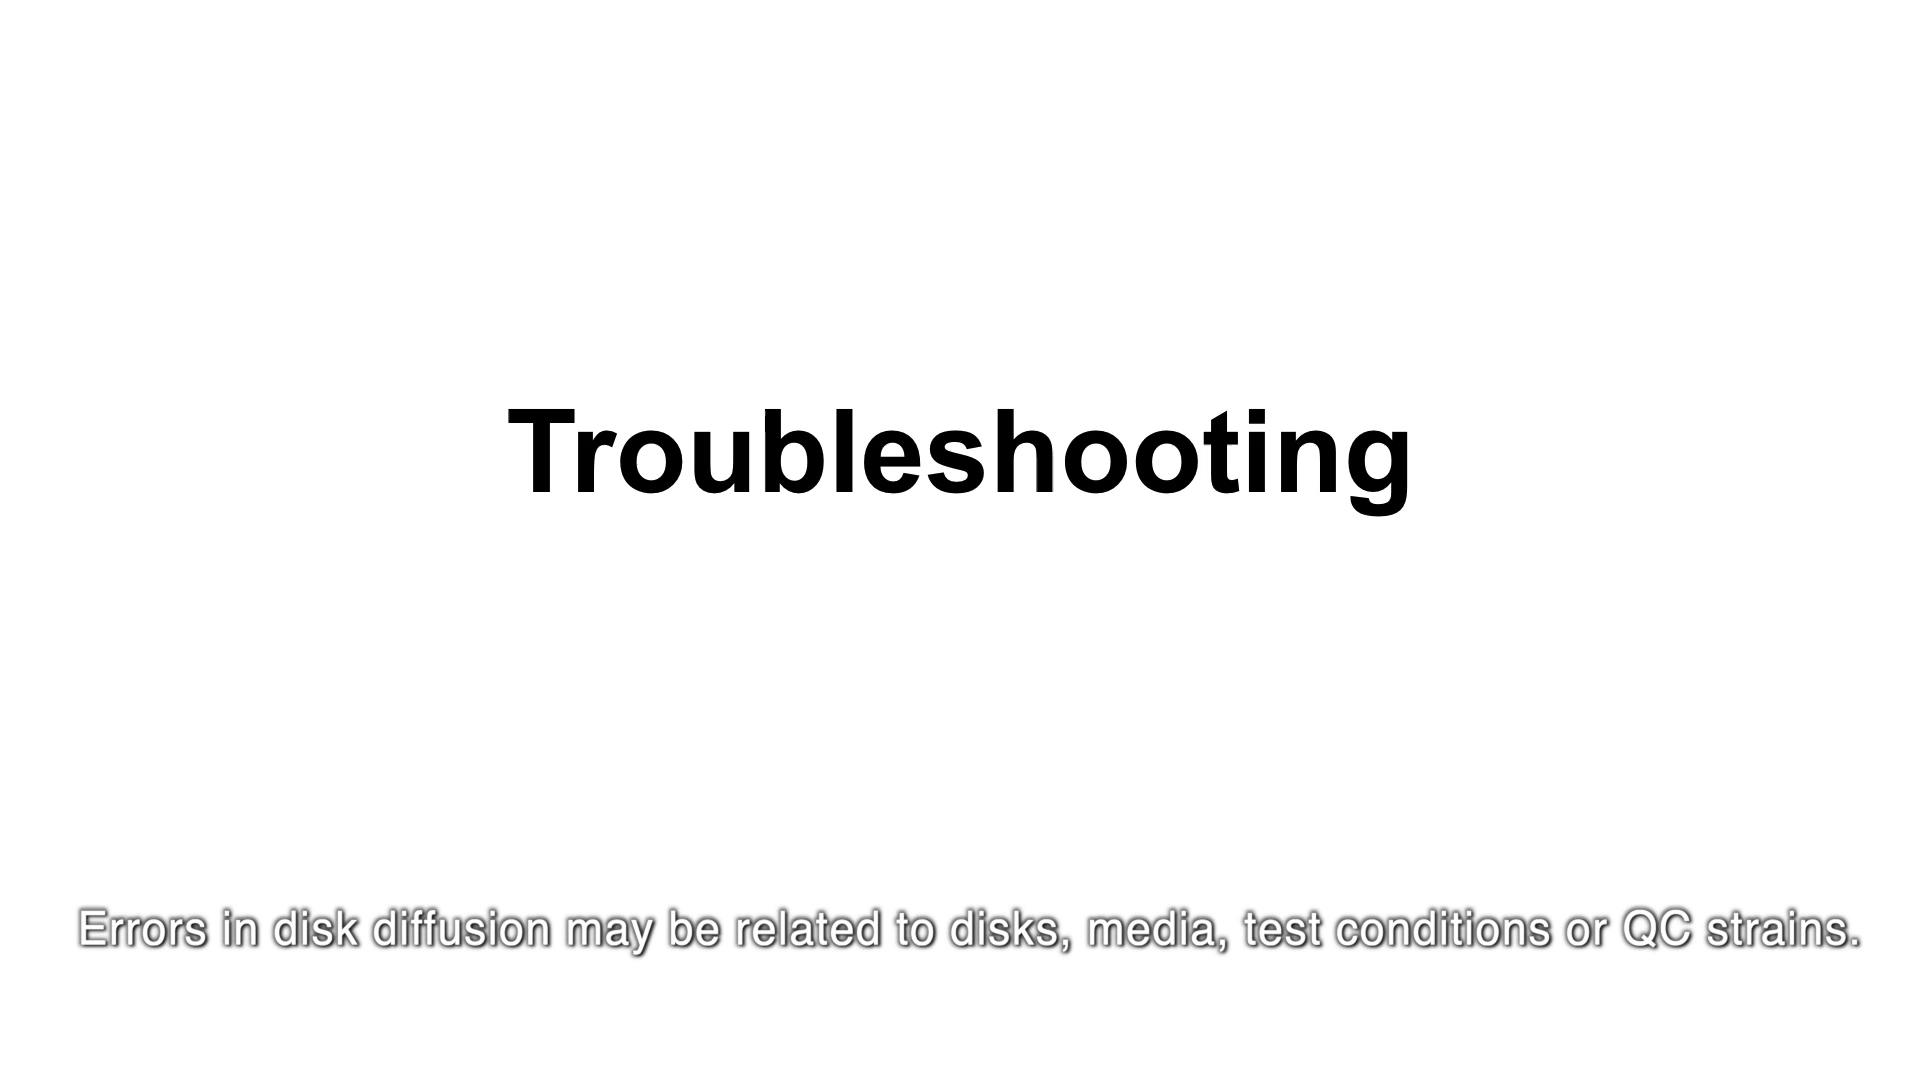 Troubleshooting
Errors in disk diffusion may be related to disks, media, test conditions or QC strains.